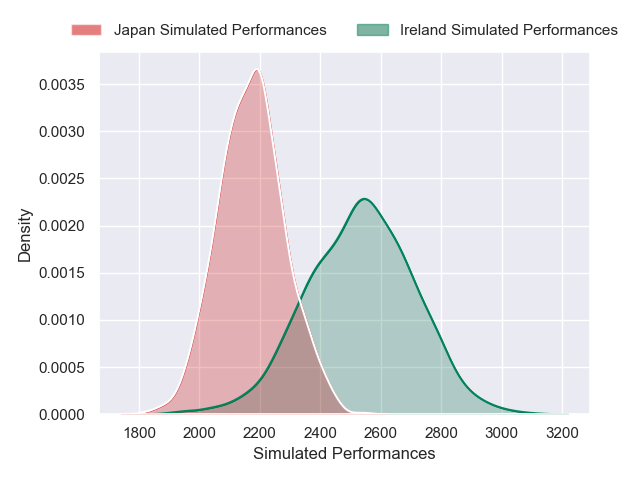 Japan Simulated Performances
Ireland Simulated Performances
0.0035
0.0030
0.0025
0.0020
0.0015
0.0010
0.0005
0.0000
Density
1800 2000 2200 2400 2600 2800 3000 3200
Simulated Performances